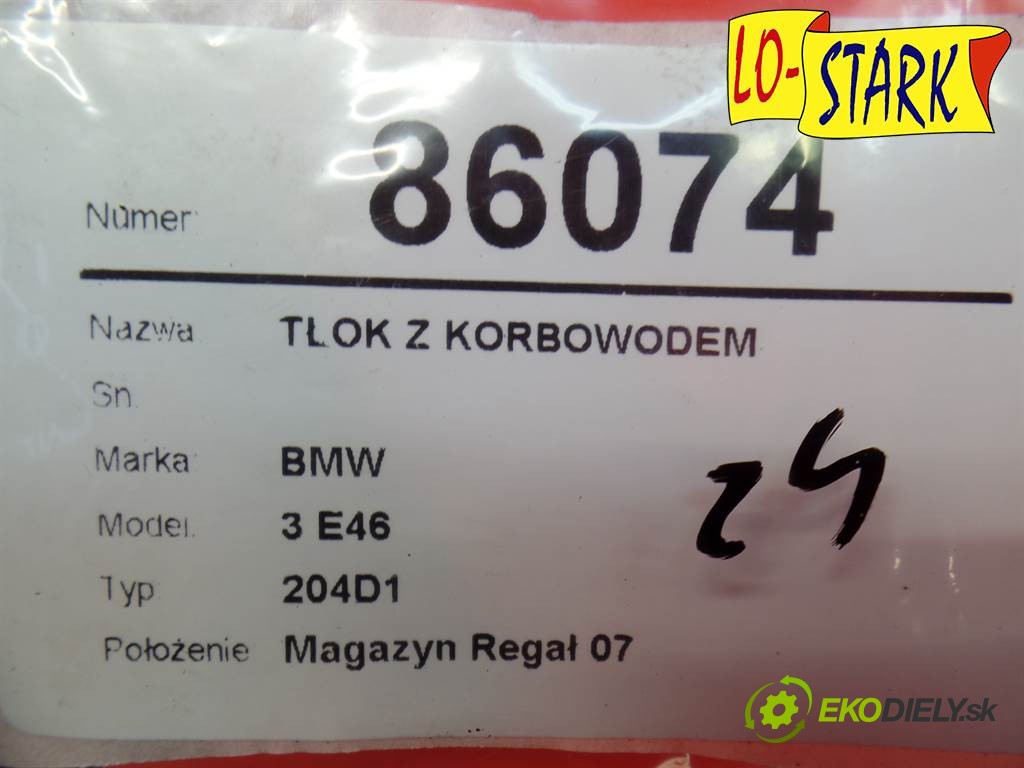 LO-STARK
Numer: 86074
Nazwa TŁOK Z KORBOWODEM
Sn.
Marka: BMW
Model: 3 E46
Typ 204D1
Położenie Magazyn Regał 07
EKODIELY.sk